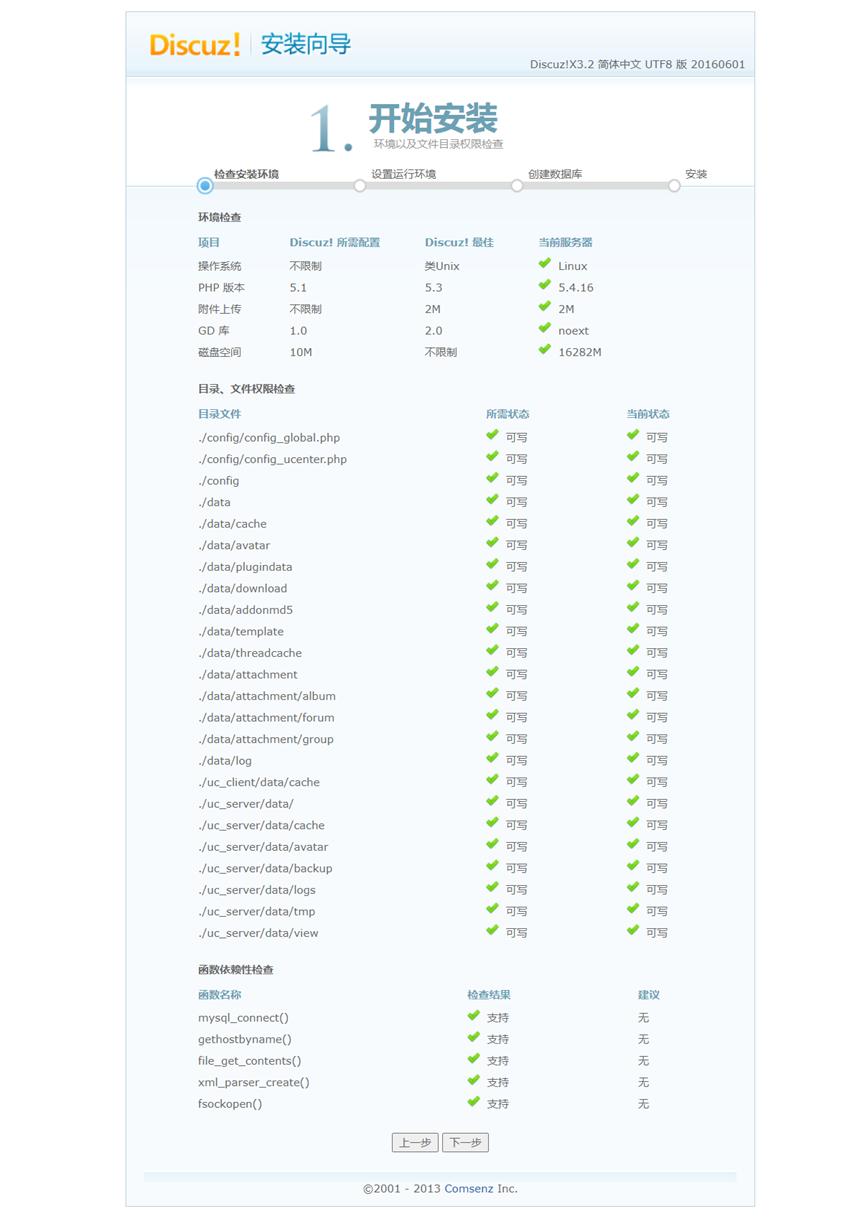 Discuz! 安装向导
Discuz!X3.2 简体中文 UTF8 版 20160601
1. 开始安装
环境以及文件目录权限检查
检查安装环境 设置运行环境 创建数据库 安装
环境检查
项目 Discuz! 所需配置 Discuz! 最佳 当前服务器
操作系统 不限制 类Unix Linux
PHP 版本 5.1 5.3 5.4.16
附件上传 不限制 2M 2M
GD 库 1.0 2.0 noext
磁盘空间 10M 不限制 16282M
目录、文件权限检查
目录文件 所需状态 当前状态
./config/config_global.php 可写 可写
./config/config_ucenter.php 可写 可写
./config 可写 可写
./data 可写 可写
./data/cache 可写 可写
./data/avatar 可写 可写
./data/plugindata 可写 可写
./data/download 可写 可写
./data/addonmd5 可写 可写
./data/template 可写 可写
./data/threadcache 可写 可写
./data/attachment 可写 可写
./data/attachment/album 可写 可写
./data/attachment/forum 可写 可写
./data/attachment/group 可写 可写
./data/log 可写 可写
./uc_client/data/cache 可写 可写
./uc_server/data/ 可写 可写
./uc_server/data/cache 可写 可写
./uc_server/data/avatar 可写 可写
./uc_server/data/backup 可写 可写
./uc_server/data/logs 可写 可写
./uc_server/data/tmp 可写 可写
./uc_server/data/view 可写 可写
函数依赖性检查
函数名称 检查结果 建议
mysql_connect() 支持 无
gethostbyname() 支持 无
file_get_contents() 支持 无
xml_parser_create() 支持 无
fsockopen() 支持 无
上一步 下一步
©2001 - 2013 Comsenz Inc.